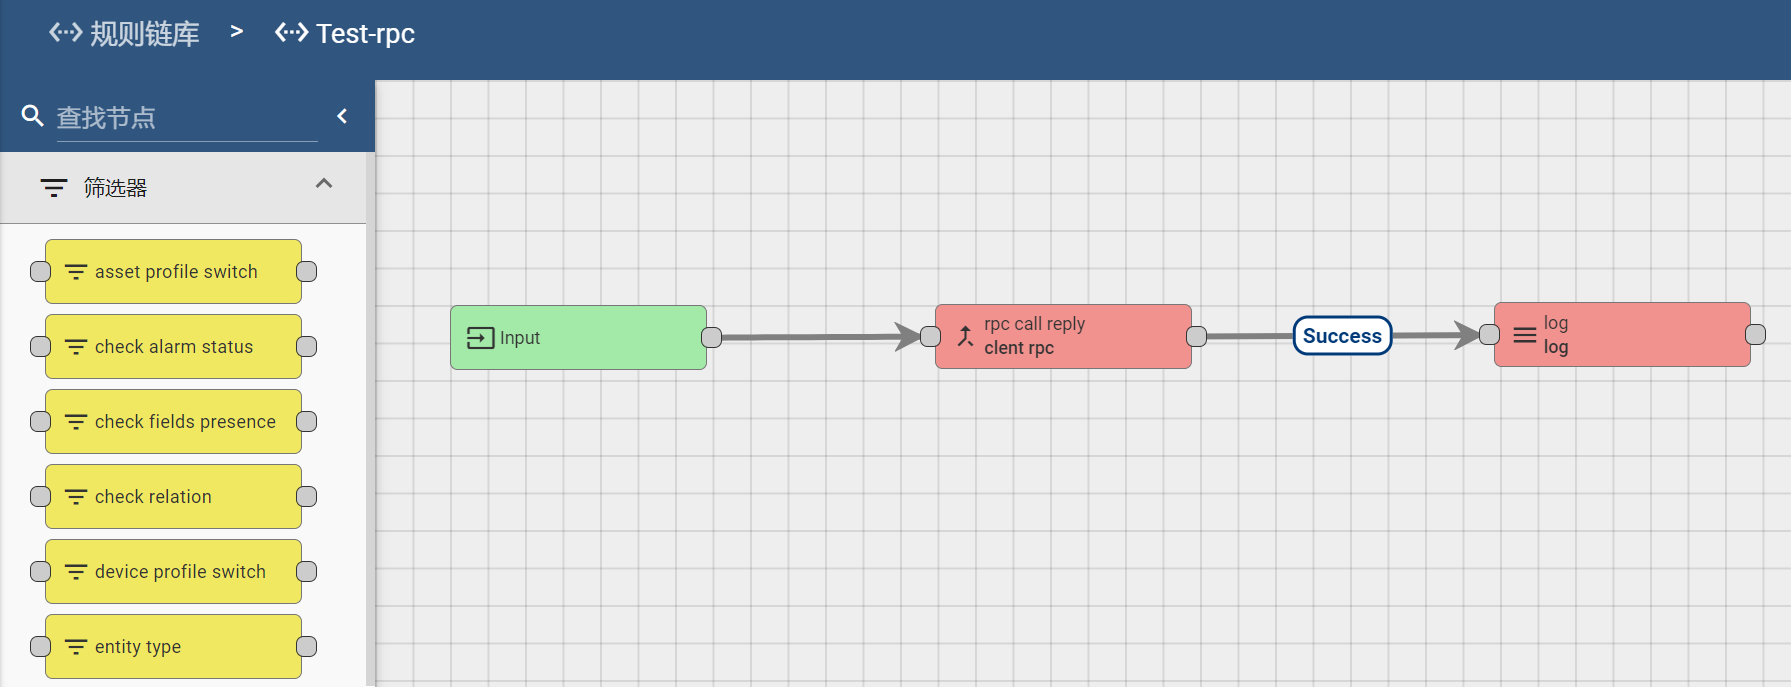 规则链库 > Test-rpc
查找节点
筛选器
asset profile switch
check alarm status
check fields presence
check relation
device profile switch
entity type
Input
rpc call reply
clent rpc
Success
log
log